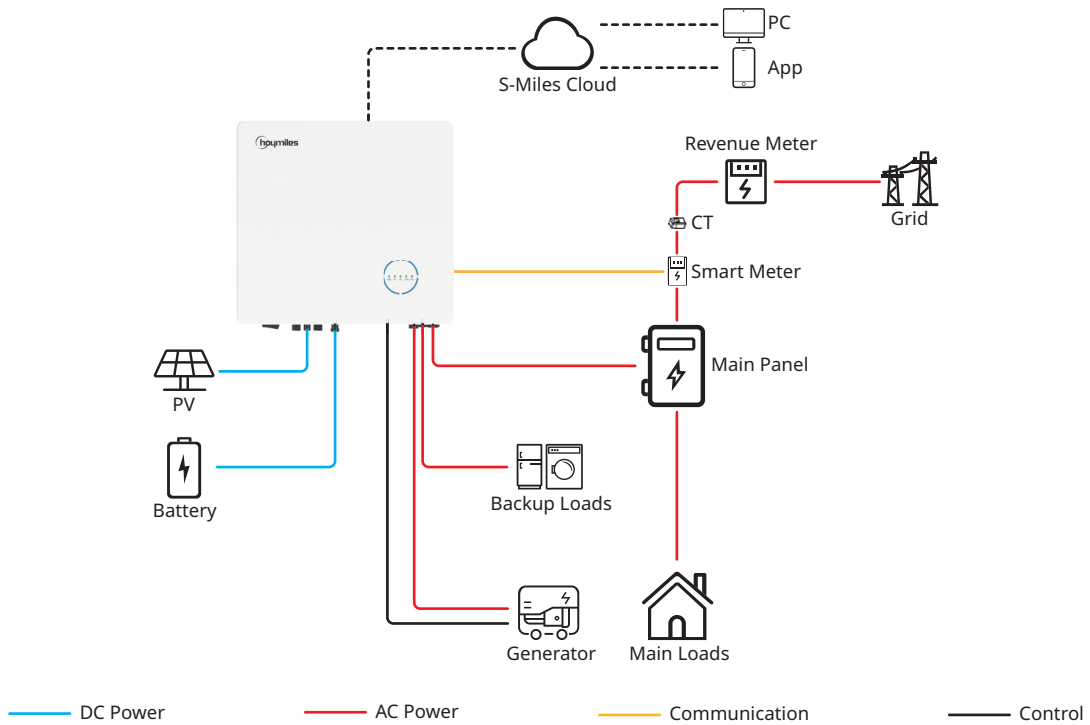 PC
S-Miles Cloud
App
hoymiles
Revenue Meter
Grid
CT
Smart Meter
Main Panel
PV
Backup Loads
Battery
Generator
Main Loads
DC Power
AC Power
Communication
Control